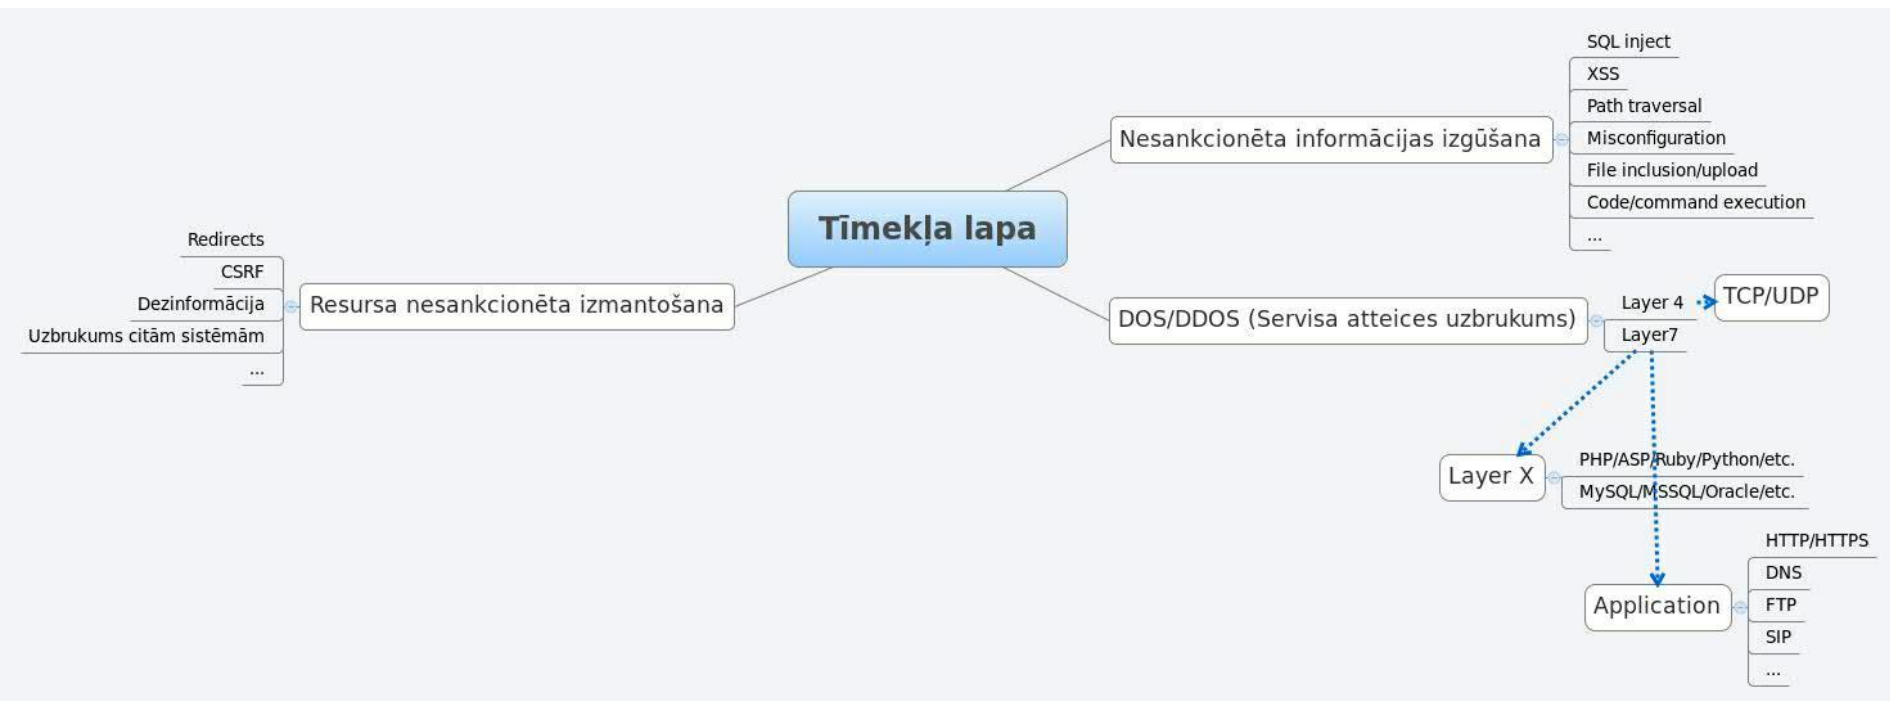 Tīmekļa lapa
Nesankcionēta informācijas izgūšana
SQL inject
XSS
Path traversal
Misconfiguration
File inclusion/upload
Code/command execution
...
DOS/DDOS (Servisa atteices uzbrukums)
Layer 4
TCP/UDP
Layer7
Layer X
PHP/ASP/Ruby/Python/etc.
MySQL/MSSQL/Oracle/etc.
Application
HTTP/HTTPS
DNS
FTP
SIP
...
Resursa nesankcionēta izmantošana
Redirects
CSRF
Dezinformācija
Uzbrukums citām sistēmām
...